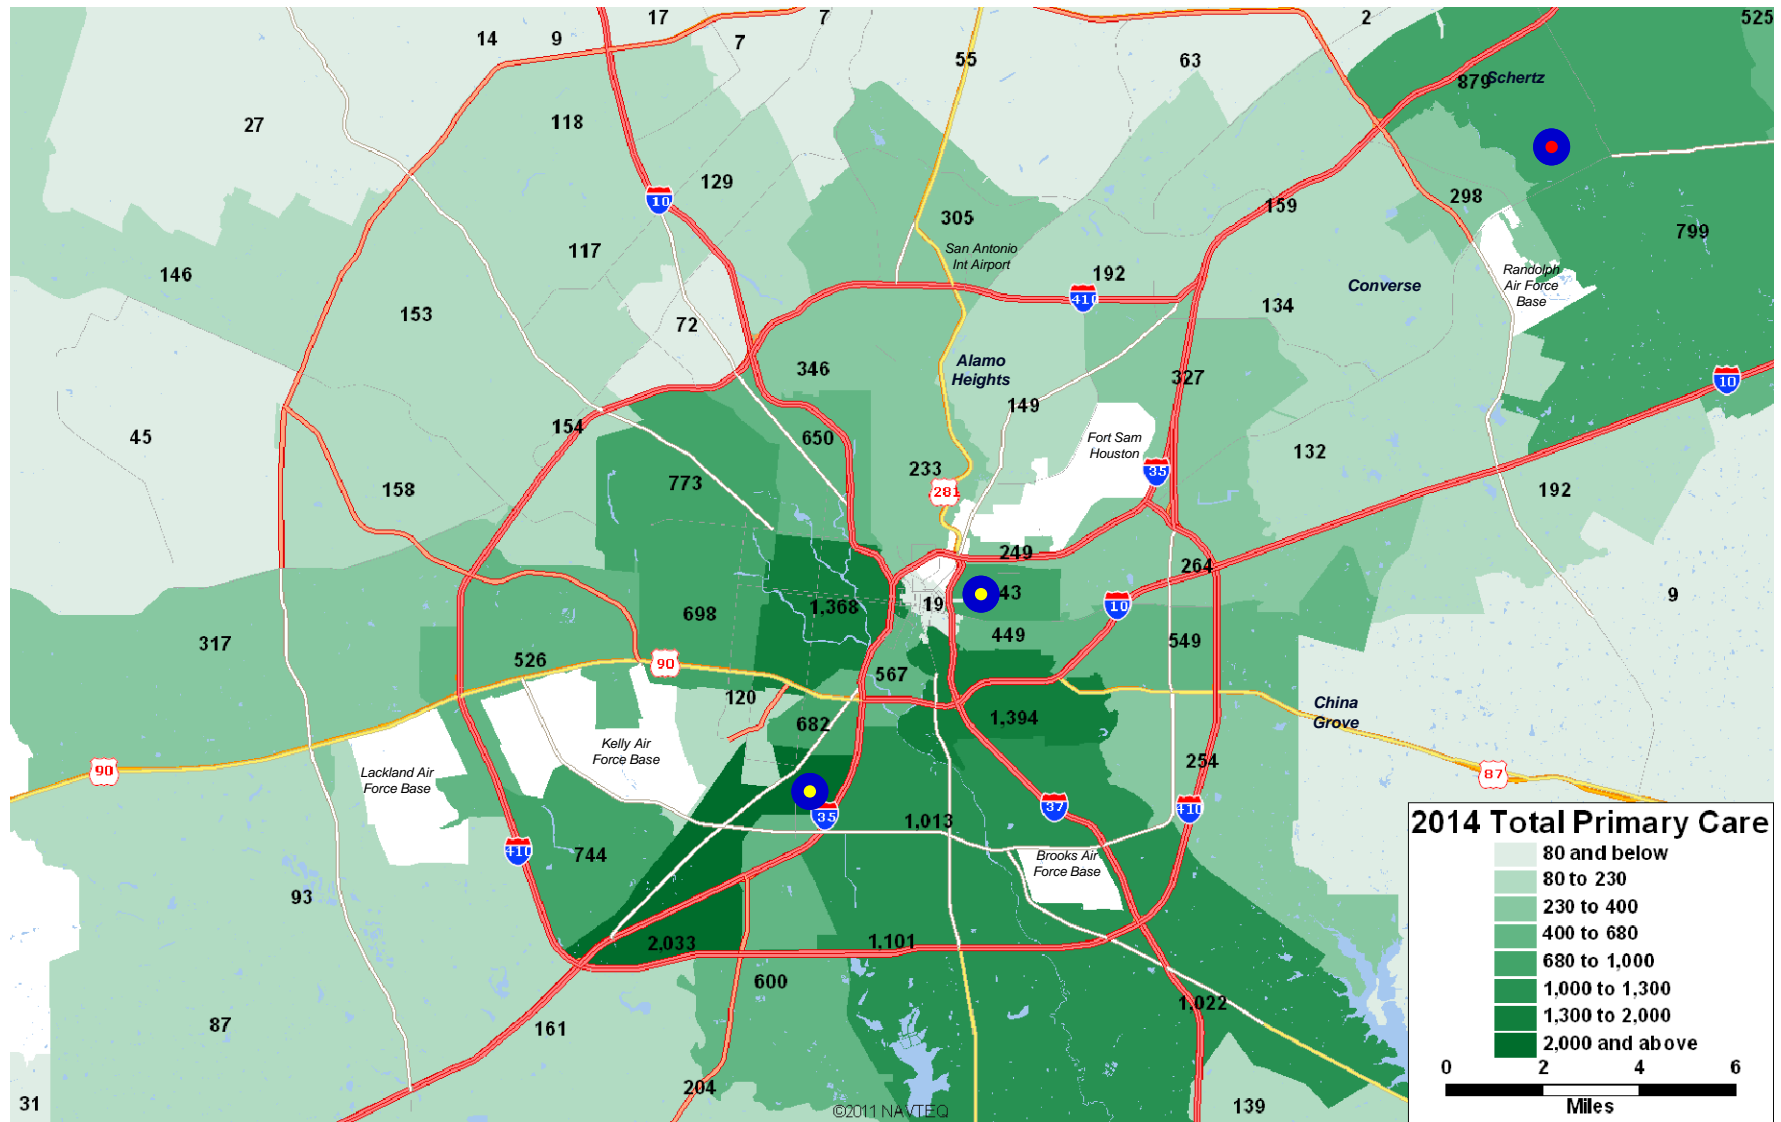 17
7
2
525
14
9
7
55
63
879
Schertz
27
118
129
298
305
159
799
117
San Antonio
Int Airport
146
192
Randolph
Air Force
Base
Converse
10
410
134
153
72
346
Alamo
Heights
327
10
149
154
45
650
Fort Sam
Houston
132
233
35
773
158
281
192
249
264
1,368
19
43
10
9
698
449
549
317
526
90
567
120
China
Grove
682
1,394
Kelly Air
Force Base
254
90
Lackland Air
Force Base
87
35
37
410
1,013
410
744
Brooks Air
Force Base
93
2,033
1,101
600
1,022
87
161
204
31
139
©2011 NAVTEQ
2014 Total Primary Care
80 and below
80 to 230
230 to 400
400 to 680
680 to 1,000
1,000 to 1,300
1,300 to 2,000
2,000 and above
0 2 4 6
Miles